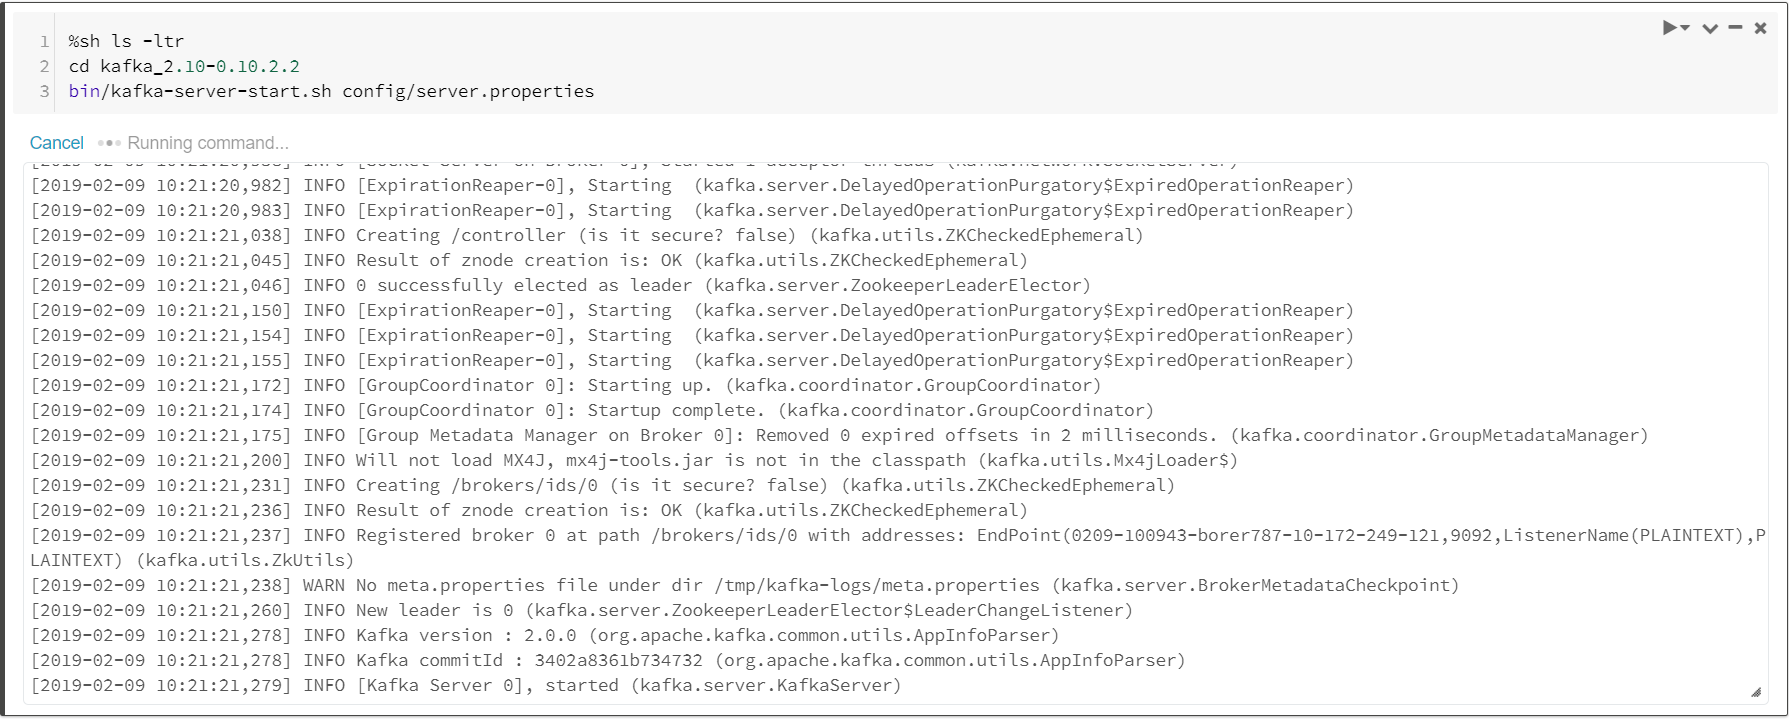 1 %sh ls -ltr
2 cd kafka_2.10-0.10.2.2
3 bin/kafka-server-start.sh config/server.properties
Cancel Running command...
[2019-02-09 10:21:20,982] INFO [ExpirationReaper-0], Starting  (kafka.server.DelayedOperationPurgatory$ExpiredOperationReaper)
[2019-02-09 10:21:20,983] INFO [ExpirationReaper-0], Starting  (kafka.server.DelayedOperationPurgatory$ExpiredOperationReaper)
[2019-02-09 10:21:21,038] INFO Creating /controller (is it secure? false) (kafka.utils.ZKCheckedEphemeral)
[2019-02-09 10:21:21,045] INFO Result of znode creation is: OK (kafka.utils.ZKCheckedEphemeral)
[2019-02-09 10:21:21,046] INFO 0 successfully elected as leader (kafka.server.ZookeeperLeaderElector)
[2019-02-09 10:21:21,150] INFO [ExpirationReaper-0], Starting  (kafka.server.DelayedOperationPurgatory$ExpiredOperationReaper)
[2019-02-09 10:21:21,154] INFO [ExpirationReaper-0], Starting  (kafka.server.DelayedOperationPurgatory$ExpiredOperationReaper)
[2019-02-09 10:21:21,155] INFO [ExpirationReaper-0], Starting  (kafka.server.DelayedOperationPurgatory$ExpiredOperationReaper)
[2019-02-09 10:21:21,172] INFO [GroupCoordinator 0]: Starting up. (kafka.coordinator.GroupCoordinator)
[2019-02-09 10:21:21,174] INFO [GroupCoordinator 0]: Startup complete. (kafka.coordinator.GroupCoordinator)
[2019-02-09 10:21:21,175] INFO [Group Metadata Manager on Broker 0]: Removed 0 expired offsets in 2 milliseconds. (kafka.coordinator.GroupMetadataManager)
[2019-02-09 10:21:21,200] INFO Will not load MX4J, mx4j-tools.jar is not in the classpath (kafka.utils.Mx4jLoader$)
[2019-02-09 10:21:21,231] INFO Creating /brokers/ids/0 (is it secure? false) (kafka.utils.ZKCheckedEphemeral)
[2019-02-09 10:21:21,236] INFO Result of znode creation is: OK (kafka.utils.ZKCheckedEphemeral)
[2019-02-09 10:21:21,237] INFO Registered broker 0 at path /brokers/ids/0 with addresses: EndPoint(0209-100943-borer787-10-172-249-121,9092,ListenerName(PLAINTEXT),P
LAINTEXT) (kafka.utils.ZkUtils)
[2019-02-09 10:21:21,238] WARN No meta.properties file under dir /tmp/kafka-logs/meta.properties (kafka.server.BrokerMetadataCheckpoint)
[2019-02-09 10:21:21,260] INFO New leader is 0 (kafka.server.ZookeeperLeaderElector$LeaderChangeListener)
[2019-02-09 10:21:21,278] INFO Kafka version : 2.0.0 (org.apache.kafka.common.utils.AppInfoParser)
[2019-02-09 10:21:21,278] INFO Kafka commitId : 3402a8361b734732 (org.apache.kafka.common.utils.AppInfoParser)
[2019-02-09 10:21:21,279] INFO [Kafka Server 0], started (kafka.server.KafkaServer)